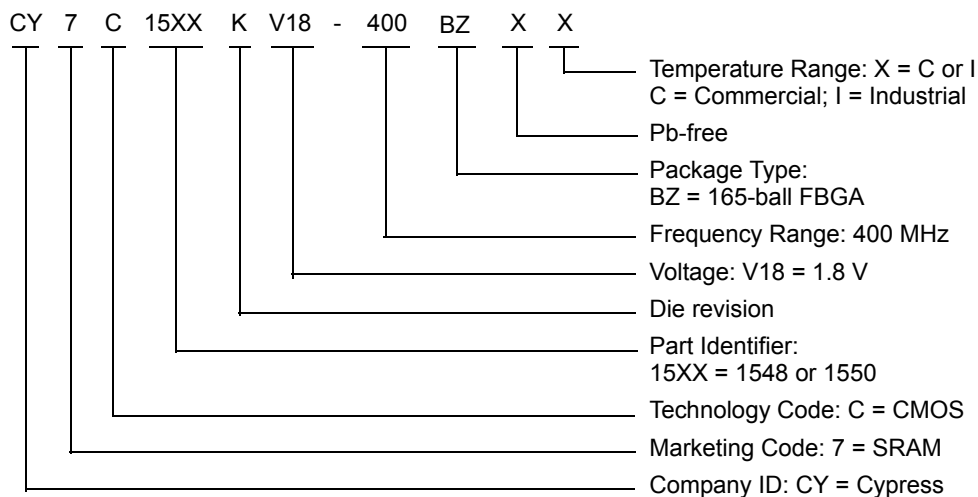 CY 7 C 15XX K V18 - 400 BZ X X
Temperature Range: X = C or I
C = Commercial; I = Industrial
Pb-free
Package Type:
BZ = 165-ball FBGA
Frequency Range: 400 MHz
Voltage: V18 = 1.8 V
Die revision
Part Identifier:
15XX = 1548 or 1550
Technology Code: C = CMOS
Marketing Code: 7 = SRAM
Company ID: CY = Cypress